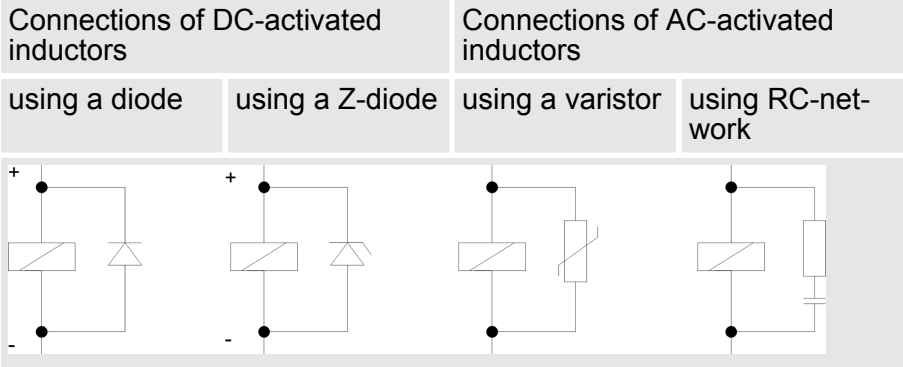 Connections of DC-activated
inductors
Connections of AC-activated
inductors
using a diode
using a Z-diode
using a varistor
using RC-net-
work
+
+
-
-